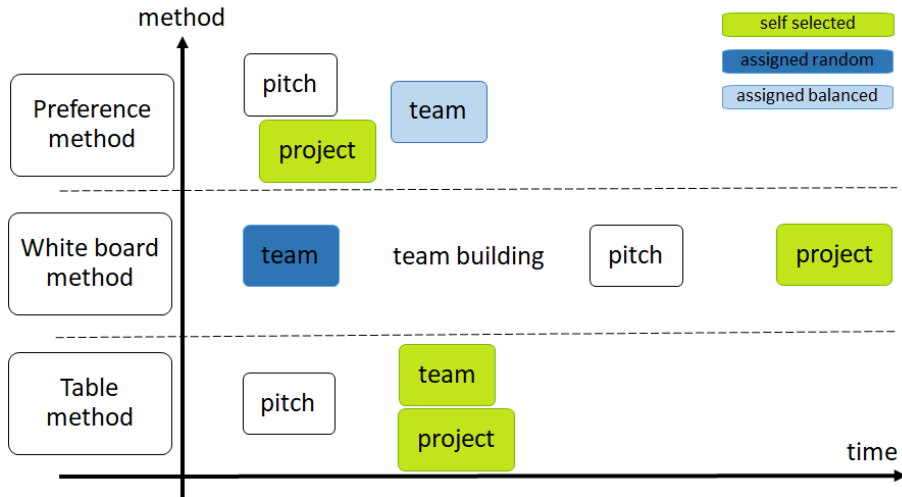 method
self selected
assigned random
assigned balanced
Preference
method
pitch
team
project
White board
method
team
team building
pitch
project
Table
method
pitch
team
project
time